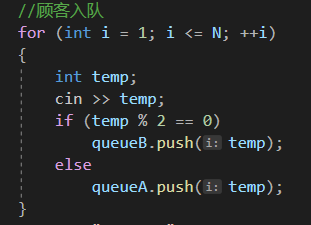 //顾客入队
for (int i = 1; i <= N; ++i)
{
int temp;
cin >> temp;
if (temp % 2 == 0)
queueB.push(i: temp);
else
queueA.push(i: temp);
}